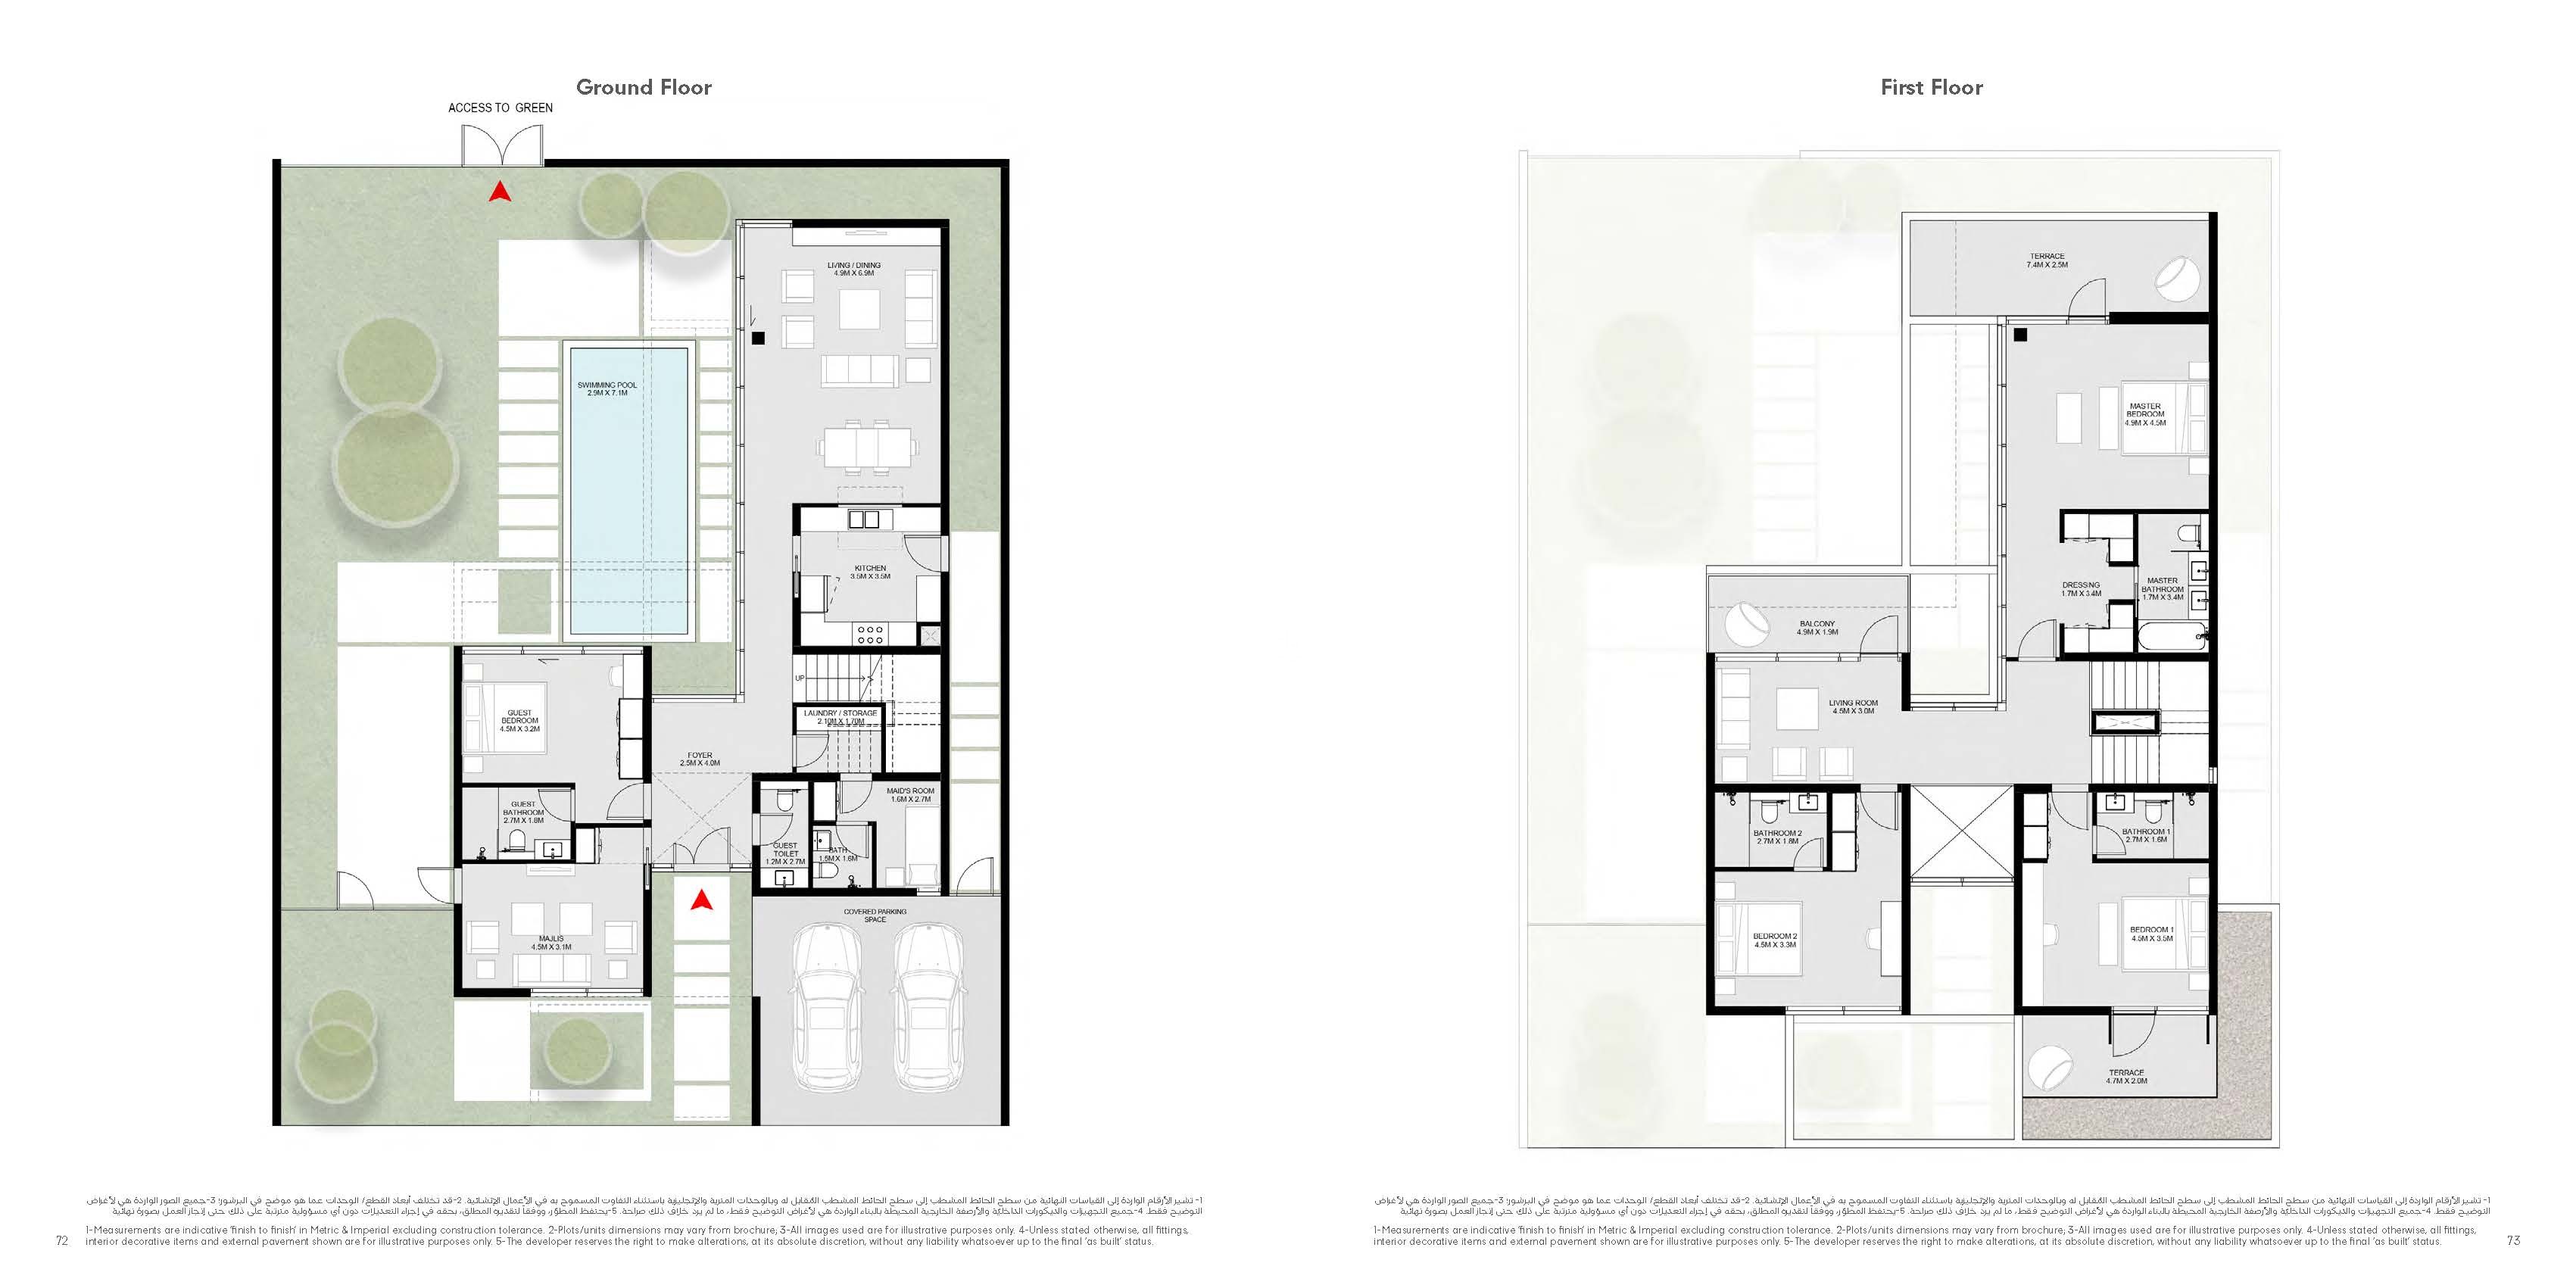 Ground Floor
ACCESS TO GREEN
LIVING / DINING
4.9M X 6.9M
SWIMMING POOL
2.9M X 7.1M
KITCHEN
3.5M X 3.5M
UP
LAUNDRY / STORAGE
2.10M X 1.70M
GUEST
BEDROOM
4.5M X 3.2M
FOYER
2.5M X 4.0M
MAID'S ROOM
1.6M X 2.7M
GUEST
BATHROOM
2.7M X 1.8M
GUEST
TOILET
1.2M X 2.7M
BATH
1.5M X 1.6M
MAJLIS
4.5M X 3.1M
COVERED PARKING
SPACE
1- تشير الأرقام الواردة إلى القياسات النهائية من سطح الحائط المشطب إلى سطح الحائط المشطب المقابل له وبالوحدات المترية والإنجليزية باستثناء التفاوت المسموح به في الأعمال الإنشائية. 2-قد تختلف أبعاد القطع/ الوحدات عما هو موضح في البرشور؛ 3-جميع الصور الواردة هي لأغراض
التوضيح فقط. 4-جميع التجهيزات والديكورات الداخلية والأرصفة الخارجية المحيطة بالبناء الواردة هي لأغراض التوضيح فقط، ما لم يرد خلاف ذلك صراحة. 5-يحتفظ المطوّر، ووفقاً لتقديره المطلق، بحقه في إجراء التعديلات دون أي مسؤولية مترتبة على ذلك حتى إنجاز العمل بصورة نهائية
1-Measurements are indicative 'finish to finish' in Metric & Imperial excluding construction tolerance. 2-Plots/units dimensions may vary from brochure; 3-All images used are for illustrative purposes only. 4-Unless stated otherwise, all fittings,
interior decorative items and external pavement shown are for illustrative purposes only. 5-The developer reserves the right to make alterations, at its absolute discretion, without any liability whatsoever up to the final 'as built' status.
72
First Floor
TERRACE
7.4M X 2.5M
MASTER
BEDROOM
4.9M X 4.5M
DRESSING
1.7M X 3.4M
MASTER
BATHROOM
1.7M X 3.4M
BALCONY
4.9M X 1.9M
LIVING ROOM
4.5M X 3.0M
BATHROOM 2
2.7M X 1.8M
BATHROOM 1
2.7M X 1.6M
BEDROOM 2
4.5M X 3.3M
BEDROOM 1
4.5M X 3.5M
TERRACE
4.7M X 2.0M
1- تشير الأرقام الواردة إلى القياسات النهائية من سطح الحائط المشطب إلى سطح الحائط المشطب المقابل له وبالوحدات المترية والإنجليزية باستثناء التفاوت المسموح به في الأعمال الإنشائية. 2-قد تختلف أبعاد القطع/ الوحدات عما هو موضح في البرشور؛ 3-جميع الصور الواردة هي لأغراض
التوضيح فقط. 4-جميع التجهيزات والديكورات الداخلية والأرصفة الخارجية المحيطة بالبناء الواردة هي لأغراض التوضيح فقط، ما لم يرد خلاف ذلك صراحة. 5-يحتفظ المطوّر، ووفقاً لتقديره المطلق، بحقه في إجراء التعديلات دون أي مسؤولية مترتبة على ذلك حتى إنجاز العمل بصورة نهائية
1-Measurements are indicative 'finish to finish' in Metric & Imperial excluding construction tolerance. 2-Plots/units dimensions may vary from brochure; 3-All images used are for illustrative purposes only. 4-Unless stated otherwise, all fittings,
interior decorative items and external pavement shown are for illustrative purposes only. 5-The developer reserves the right to make alterations, at its absolute discretion, without any liability whatsoever up to the final 'as built' status.
73